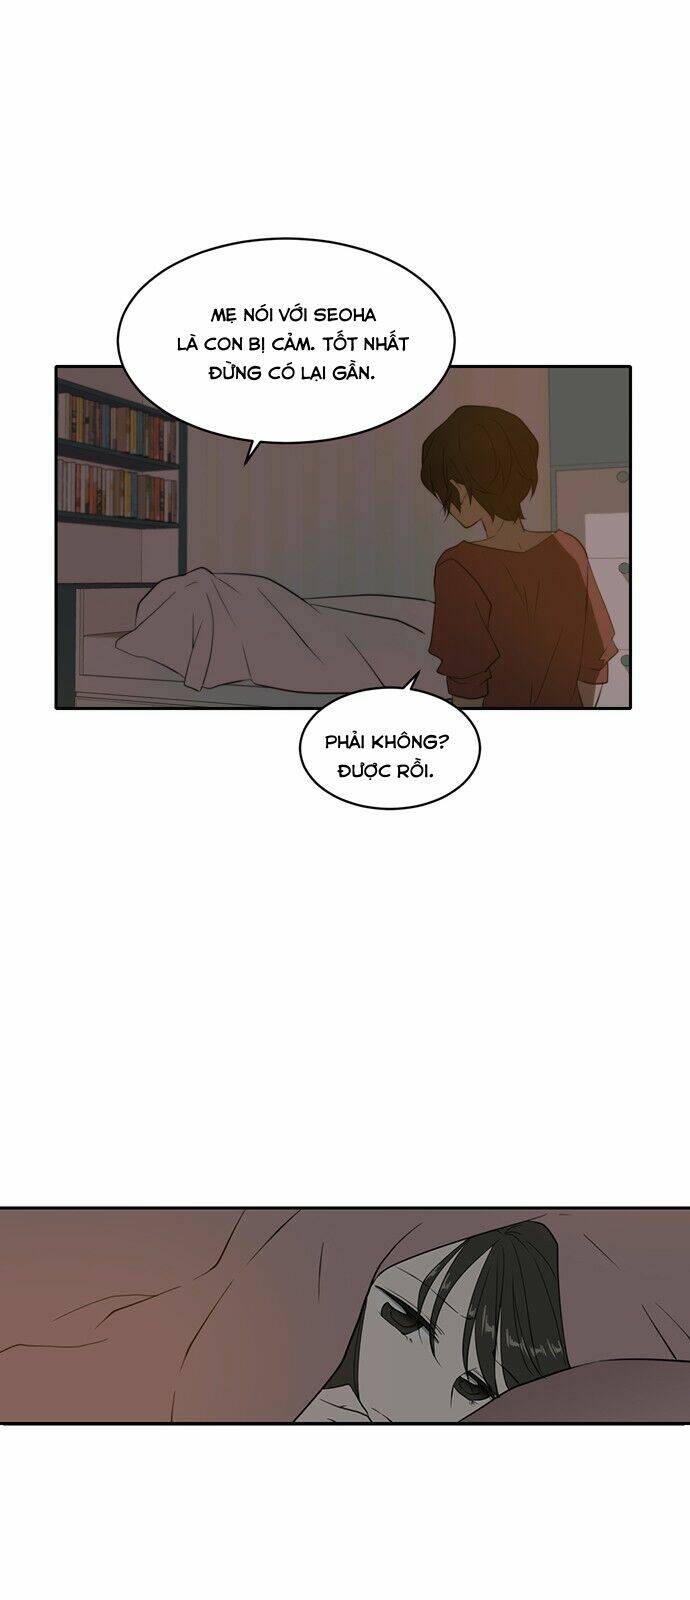 MẸ NÓI VỚI SEOHA
LÀ CON BỊ CẢM. TỐT NHẤT
ĐỪNG CÓ LẠI GẦN.
PHẢI KHÔNG?
ĐƯỢC RỒI.